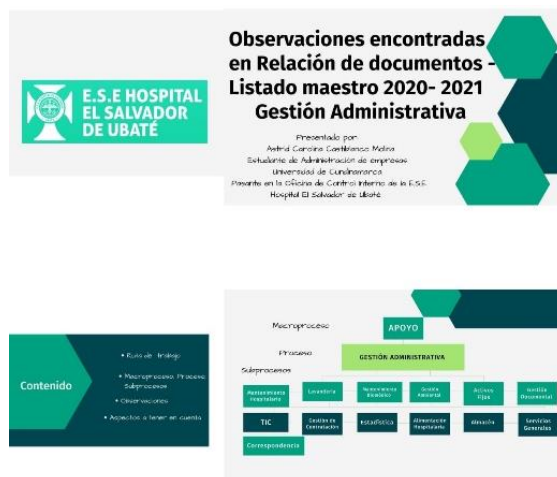 E.S.E HOSPITAL
EL SALVADOR
DE UBATÉ
Observaciones encontradas
en Relación de documentos -
Listado maestro 2020- 2021
Gestión Administrativa
Presentado por:
Astrid Carolina Castiblanco Molina
Estudiante de Administración de empresas
Universidad de Cundinamarca
Pasante en la Oficina de Control Interno de la E.S.E
Hospital El Salvador de Ubaté
Contenido
• Ruta de trabajo
• Macroproceso, Proceso
Subprocesos
• Observaciones
• Aspectos a tener en cuenta
Macroproceso
APOYO
Proceso
GESTIÓN ADMINISTRATIVA
Subprocesos
Mantenimiento
Hospitalario
Lavandería
Mantenimiento
Biomédico
Gestión
Ambiental
Activos
Fijos
Gestión
Documental
TIC
Gestión de
Contratación
Estadística
Alimentación
Hospitalaria
Almacén
Servicios
Generales
Correspondencia